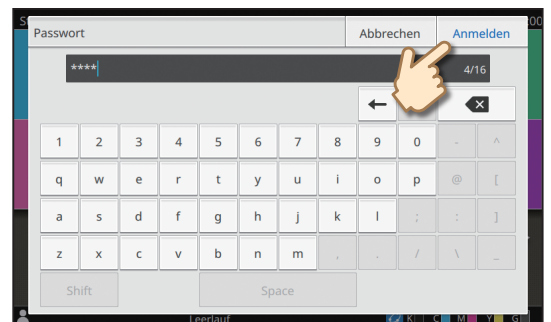 Passwort Abbrechen Anmelden
**** 4/16
1 2 3 4 5 6 7 8 9 0 - ^
q w e r t y u i o p @ [
a s d f g h j k l ; : ]
z x c v b n m , . / \ _
Shift Space
Leerlauf K C M Y G